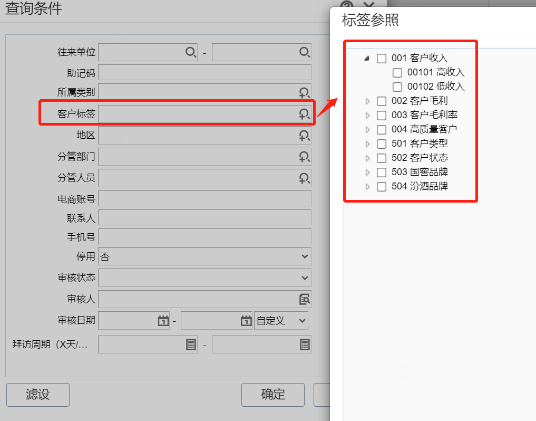 查询条件
往来单位 -
助记码
所属类别
客户标签
地区
分管部门
分管人员
电商账号
联系人
手机号
停用 否
审核状态
审核人
审核日期 - 自定义
拜访周期（X天/... -
滤设 确定
标签参照
001 客户收入
00101 高收入
00102 低收入
002 客户毛利
003 客户毛利率
004 高质量客户
501 客户类型
502 客户状态
503 国窖品牌
504 汾酒品牌